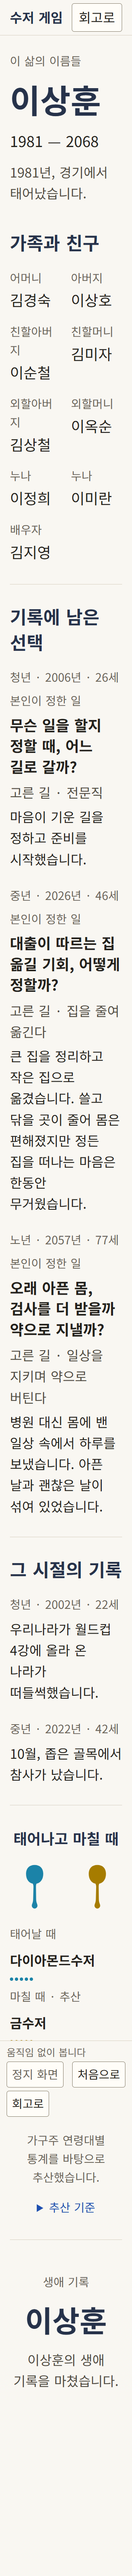 수저 게임 회고로
이 삶의 이름들
이상훈
1981 — 2068
1981년, 경기에서
태어났습니다.
가족과 친구
어머니
김경숙
아버지
이상호
친할아버
지
이순철
친할머니
김미자
외할아버
지
김상철
외할머니
이옥순
누나
이정희
누나
이미란
배우자
김지영
기록에 남은
선택
청년 · 2006년 · 26세
본인이 정한 일
무슨 일을 할지
정할 때, 어느
길로 갈까?
고른 길 · 전문직
마음이 기운 길을
정하고 준비를
시작했습니다.
중년 · 2026년 · 46세
본인이 정한 일
대출이 따르는 집
옮길 기회, 어떻게
정할까?
고른 길 · 집을 줄여
옮긴다
큰 집을 정리하고
작은 집으로
옮겼습니다. 쓸고
닦을 곳이 줄어 몸은
편해졌지만 정든
집을 떠나는 마음은
한동안
무거웠습니다.
노년 · 2057년 · 77세
본인이 정한 일
오래 아픈 몸,
검사를 더 받을까
약으로 지낼까?
고른 길 · 일상을
지키며 약으로
버틴다
병원 대신 몸에 밴
일상 속에서 하루를
보냈습니다. 아픈
날과 괜찮은 날이
섞여 있었습니다.
그 시절의 기록
청년 · 2002년 · 22세
우리나라가 월드컵
4강에 올라 온
나라가
떠들썩했습니다.
중년 · 2022년 · 42세
10월, 좁은 골목에서
참사가 났습니다.
태어나고 마칠 때
태어날 때
다이아몬드수저
마칠 때 · 추산
금수저
움직임 없이 봅니다
정지 화면 처음으로
회고로
가구주 연령대별
통계를 바탕으로
추산했습니다.
▶ 추산 기준
생애 기록
이상훈
이상훈의 생애
기록을 마쳤습니다.